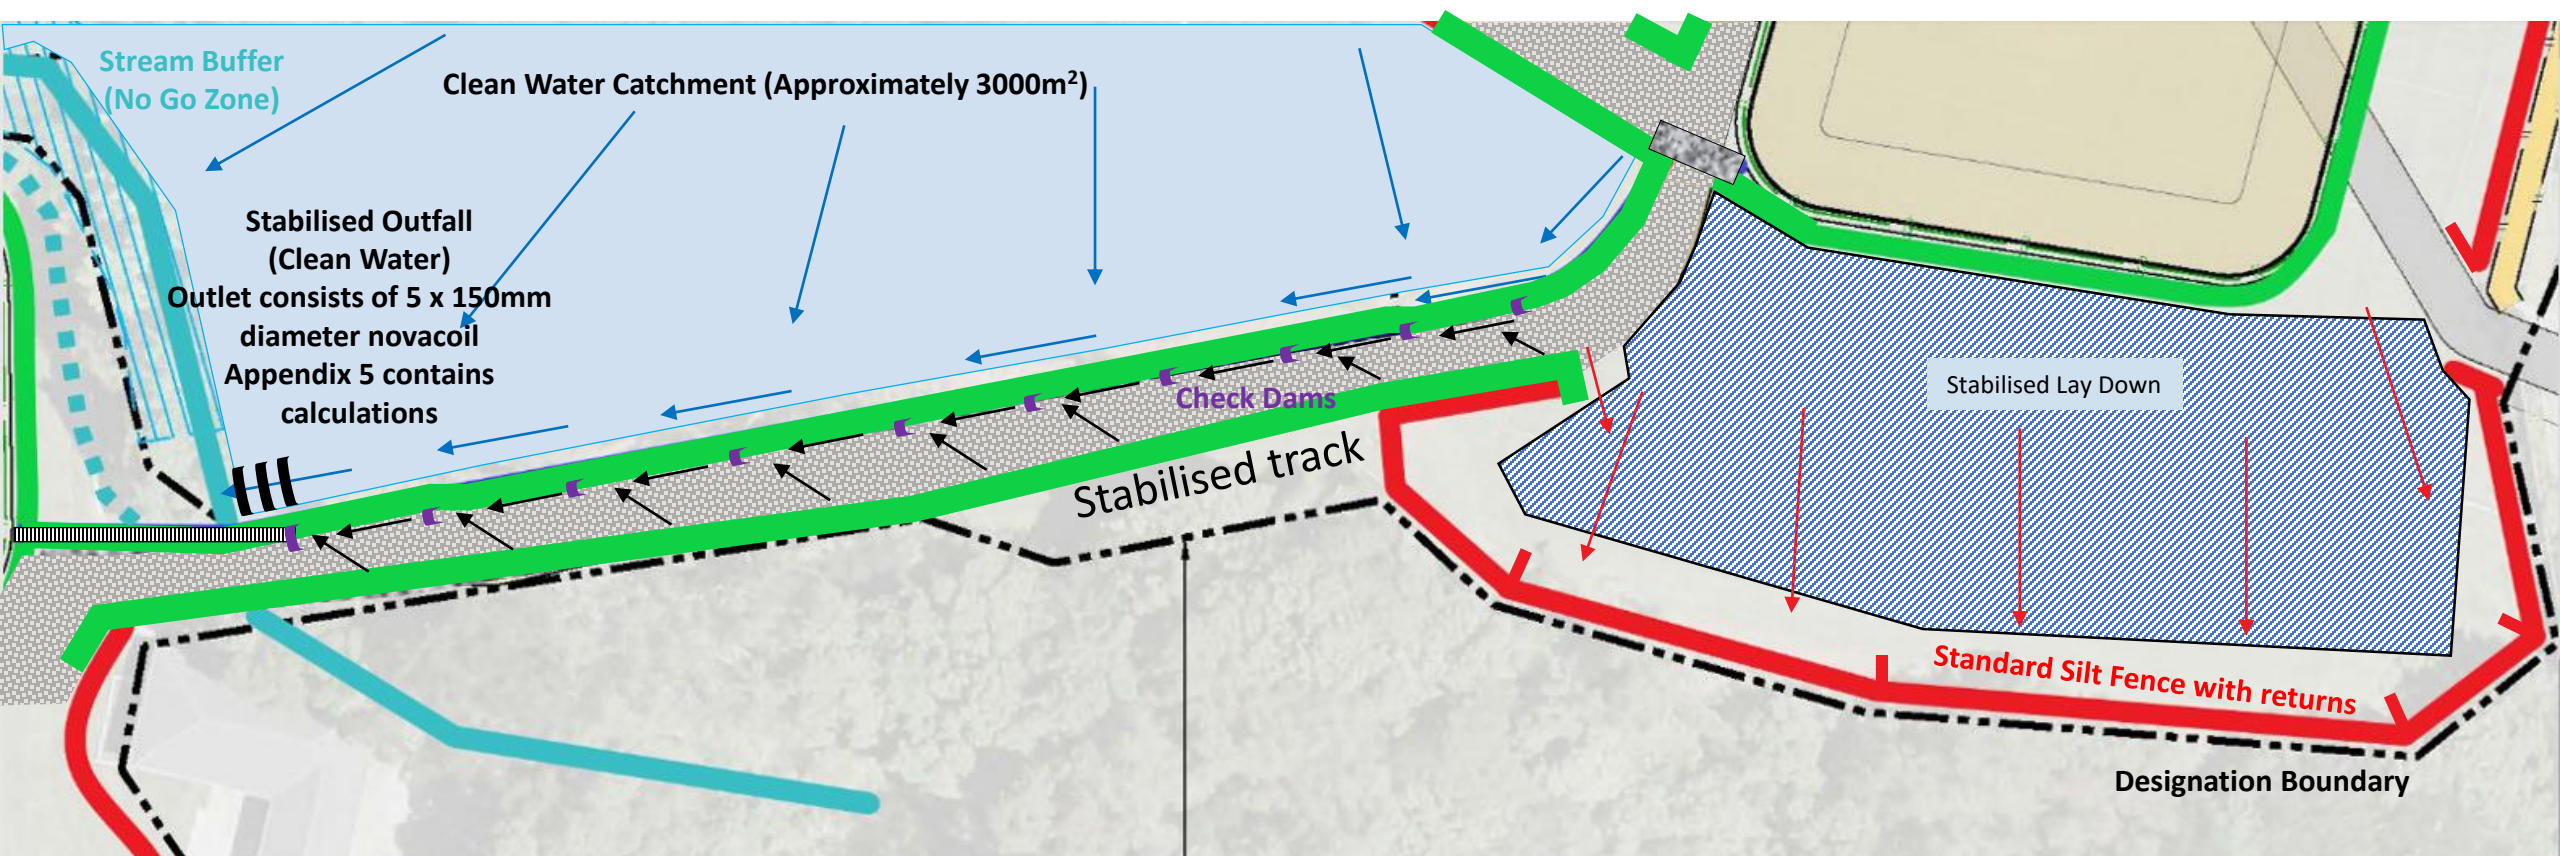 Stream Buffer
(No Go Zone)
Clean Water Catchment (Approximately 3000m²)
Stabilised Outfall
(Clean Water)
Outlet consists of 5 x 150mm
diameter novacoil
Appendix 5 contains
calculations
Check Dams
Stabilised track
Stabilised Lay Down
Standard Silt Fence with returns
Designation Boundary